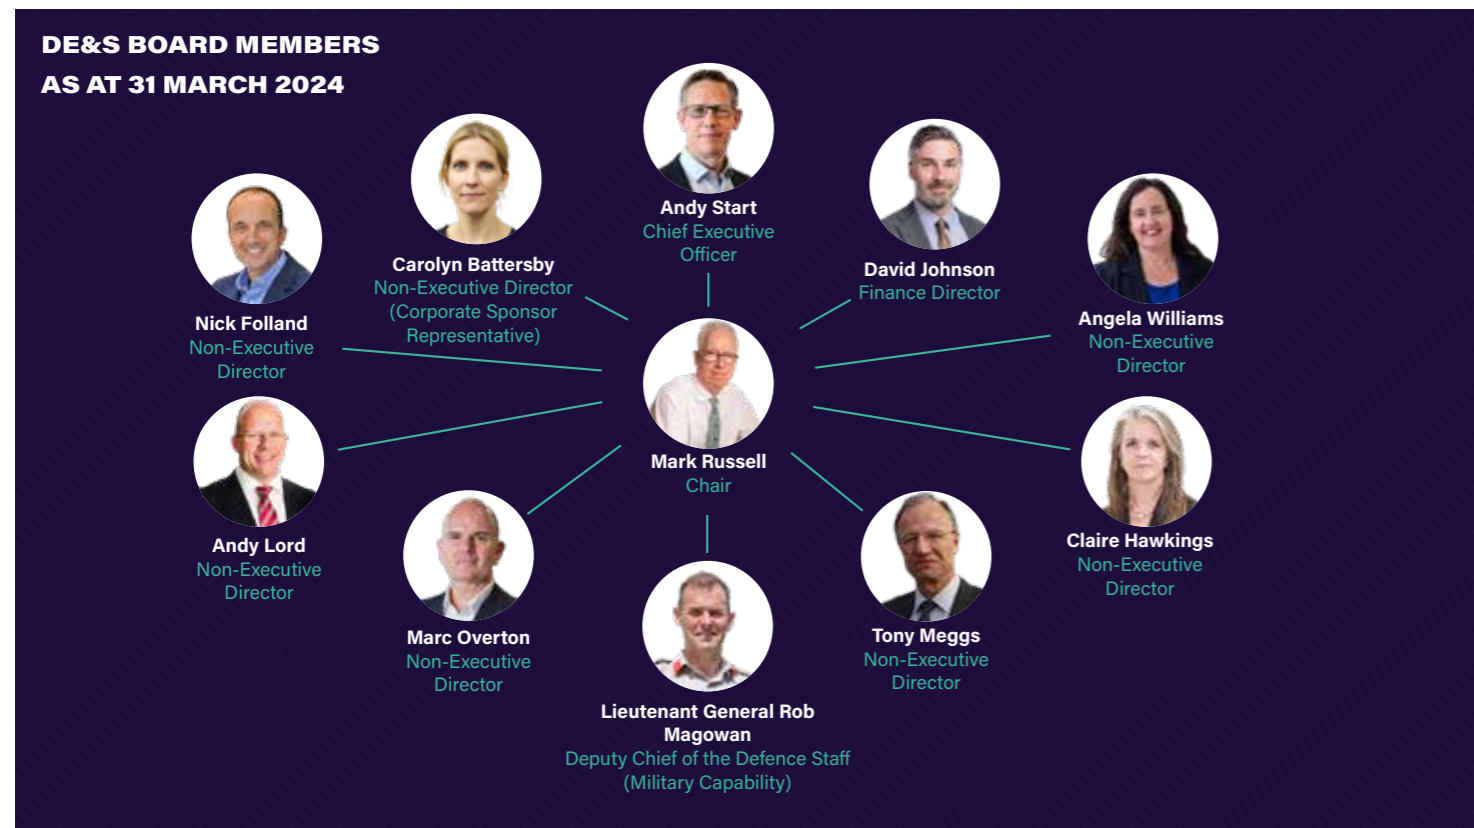 DE&S BOARD MEMBERS
AS AT 31 MARCH 2024
Andy Start
Chief Executive
Officer
Carolyn Battersby
Non-Executive Director
(Corporate Sponsor
Representative)
David Johnson
Finance Director
Nick Folland
Non-Executive
Director
Angela Williams
Non-Executive
Director
Mark Russell
Chair
Andy Lord
Non-Executive
Director
Claire Hawkings
Non-Executive
Director
Marc Overton
Non-Executive
Director
Tony Meggs
Non-Executive
Director
Lieutenant General Rob
Magowan
Deputy Chief of the Defence Staff
(Military Capability)